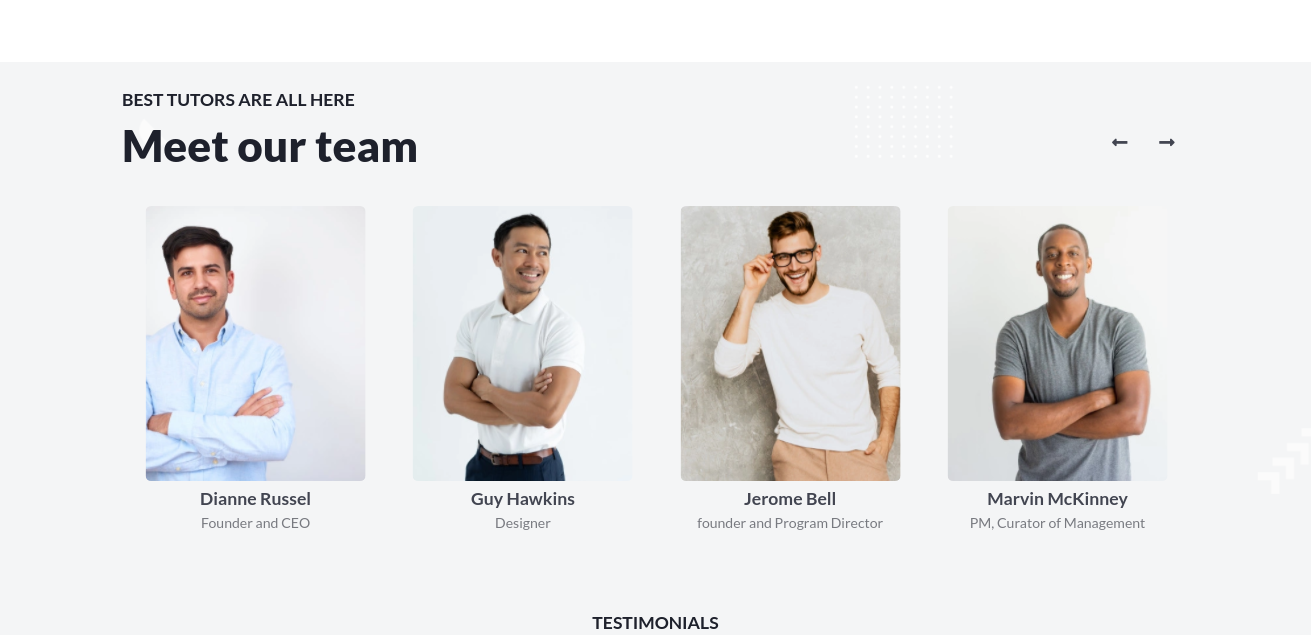 BEST TUTORS ARE ALL HERE
Meet our team
Dianne Russel
Founder and CEO
Guy Hawkins
Designer
Jerome Bell
founder and Program Director
Marvin McKinney
PM, Curator of Management
TESTIMONIALS